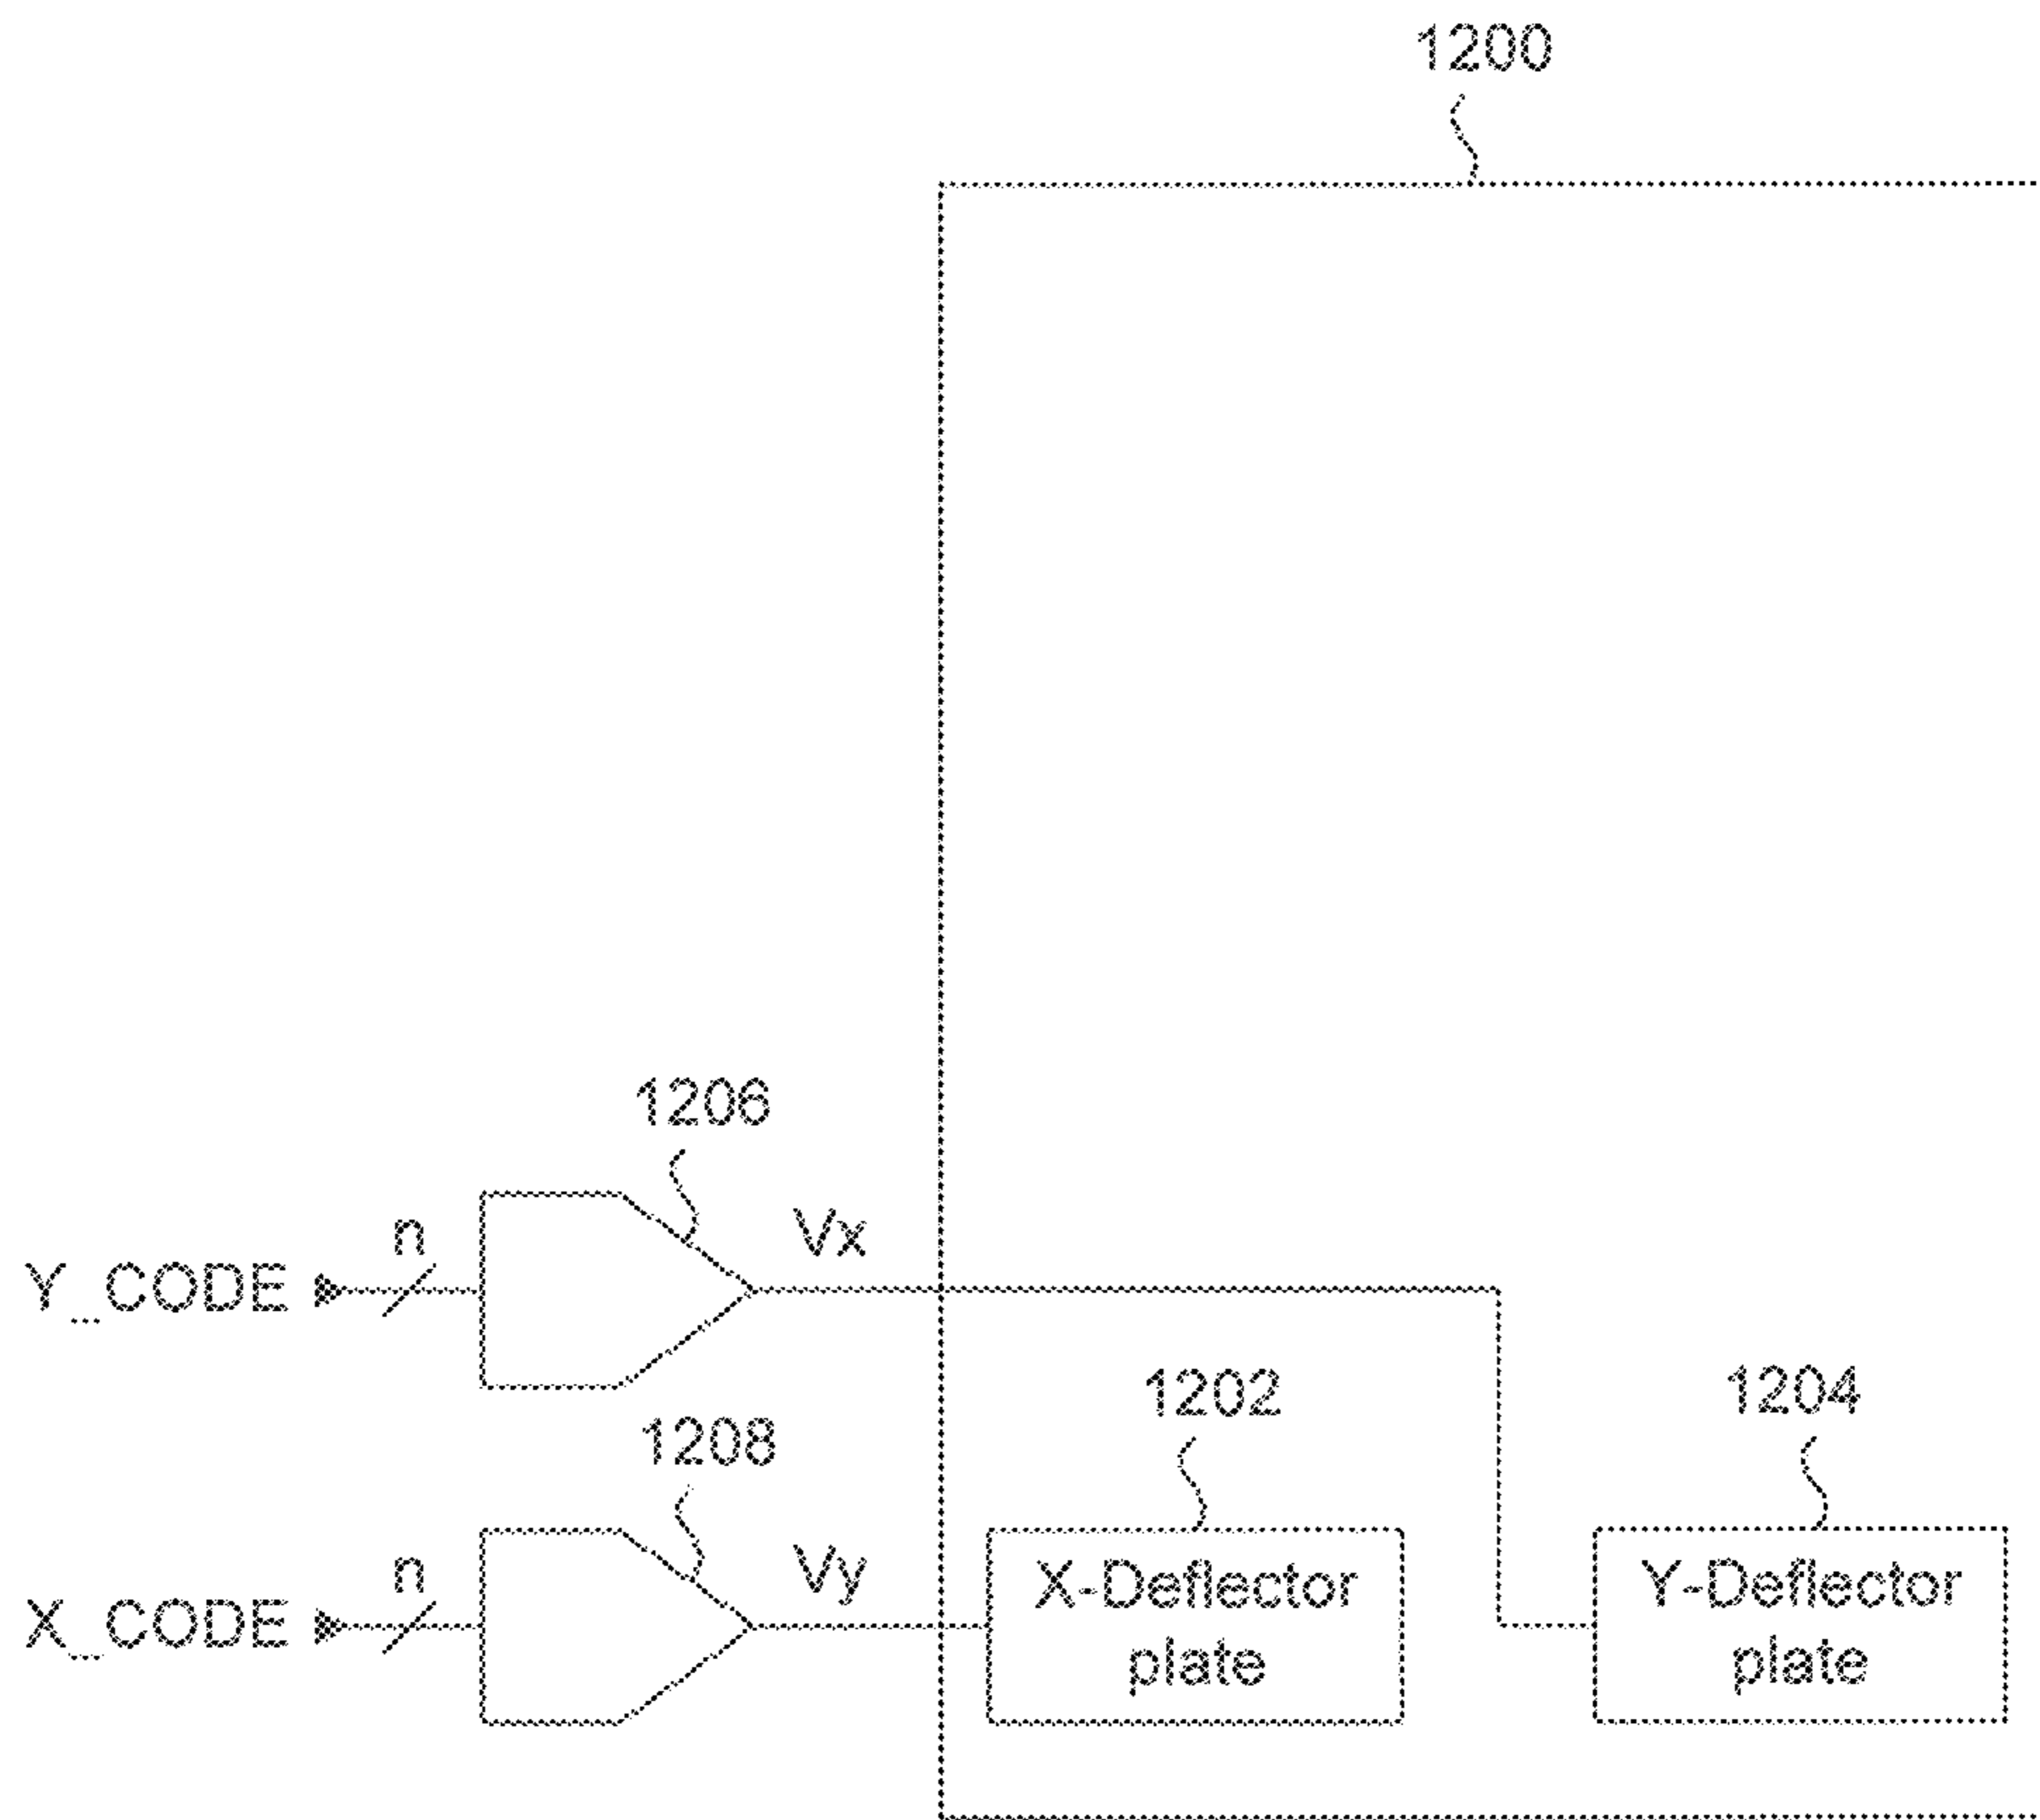 1200
1206
n
Vx
Y_CODE
1202
1204
1208
n
Vy
X-Deflector
plate
Y-Deflector
plate
X_CODE